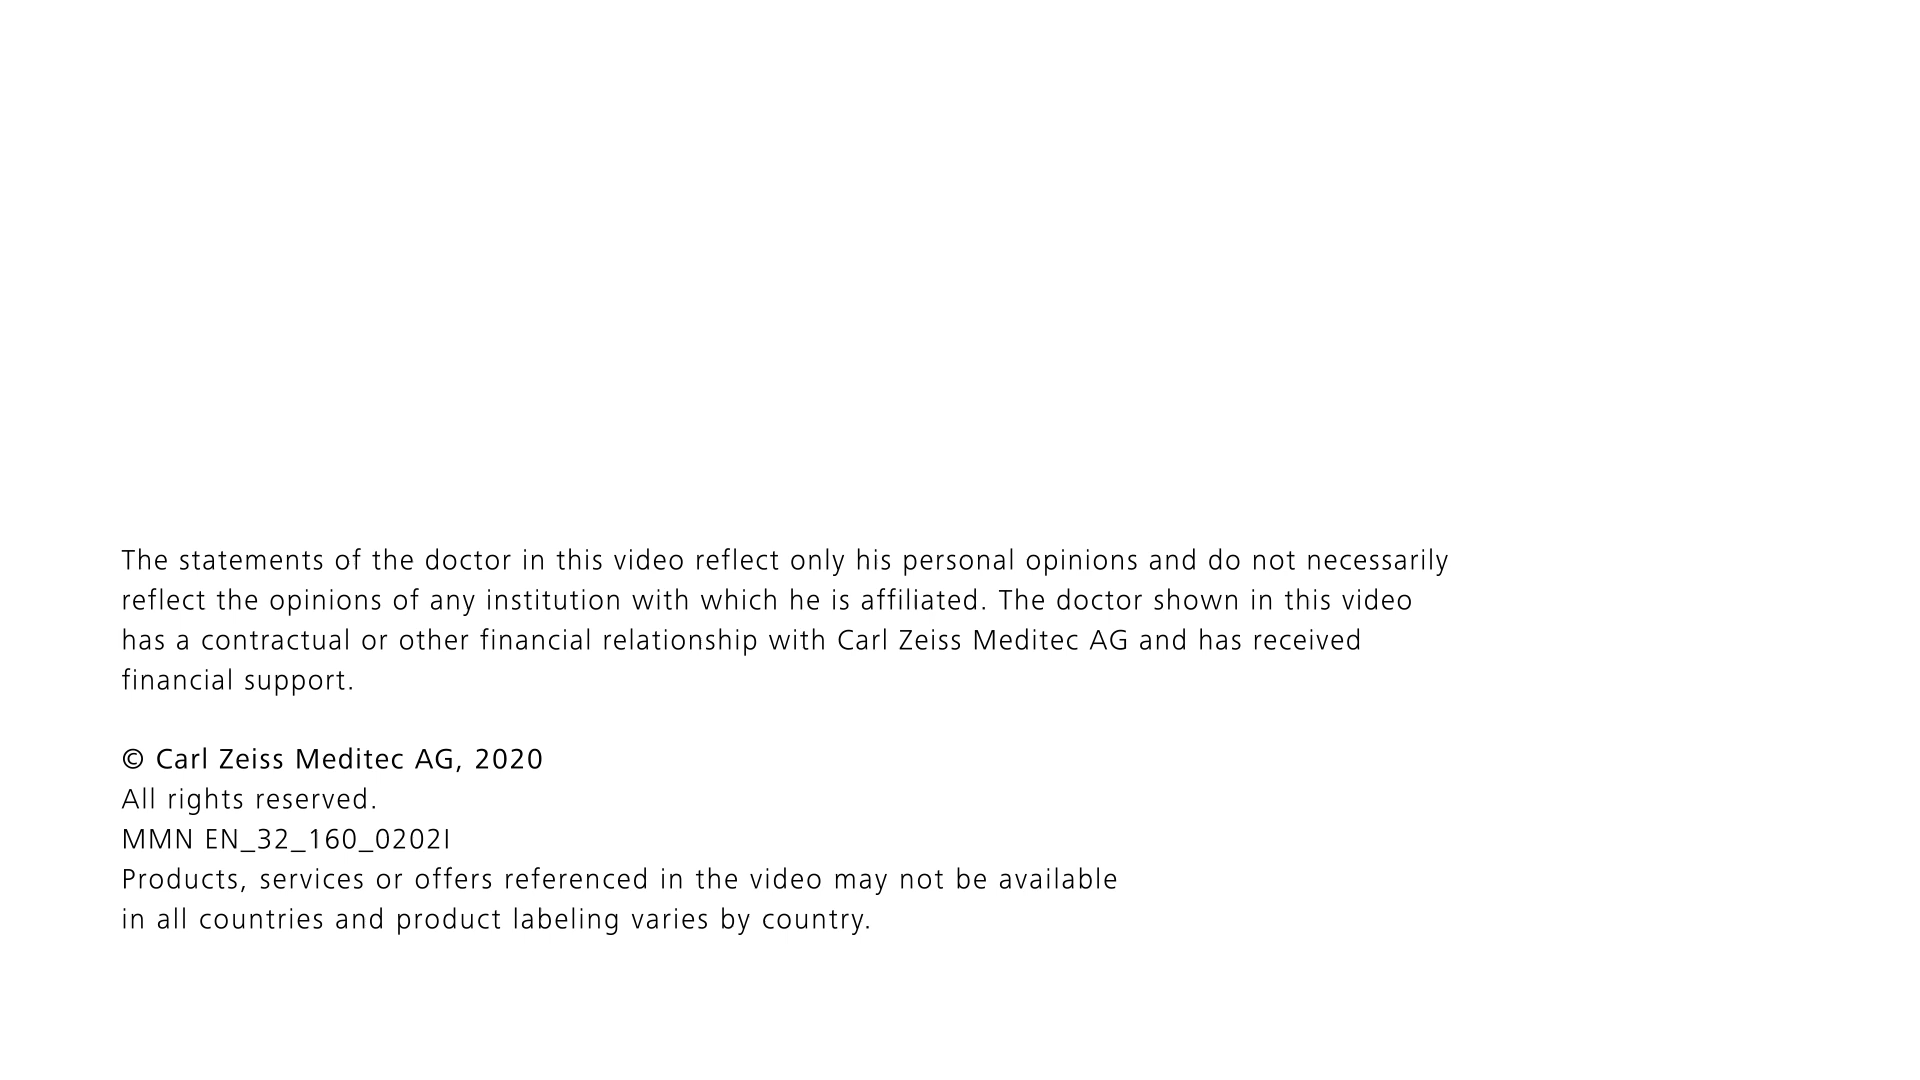 The statements of the doctor in this video reflect only his personal opinions and do not necessarily
reflect the opinions of any institution with which he is affiliated. The doctor shown in this video
has a contractual or other financial relationship with Carl Zeiss Meditec AG and has received
financial support.
© Carl Zeiss Meditec AG, 2020
All rights reserved.
MMN EN_32_160_0202I
Products, services or offers referenced in the video may not be available
in all countries and product labeling varies by country.